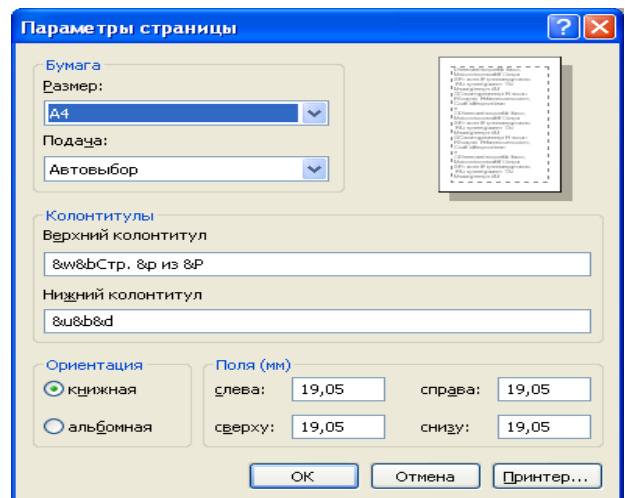 Параметры страницы
Бумага
Размер:
A4
Подача:
Автовыбор
Колонтитулы
Верхний колонтитул
&w&bСтр. &p из &P
Нижний колонтитул
&u&b&d
Ориентация
книжная
альбомная
Поля (мм)
слева: 19,05 справа: 19,05
сверху: 19,05 снизу: 19,05
ОК Отмена Принтер...